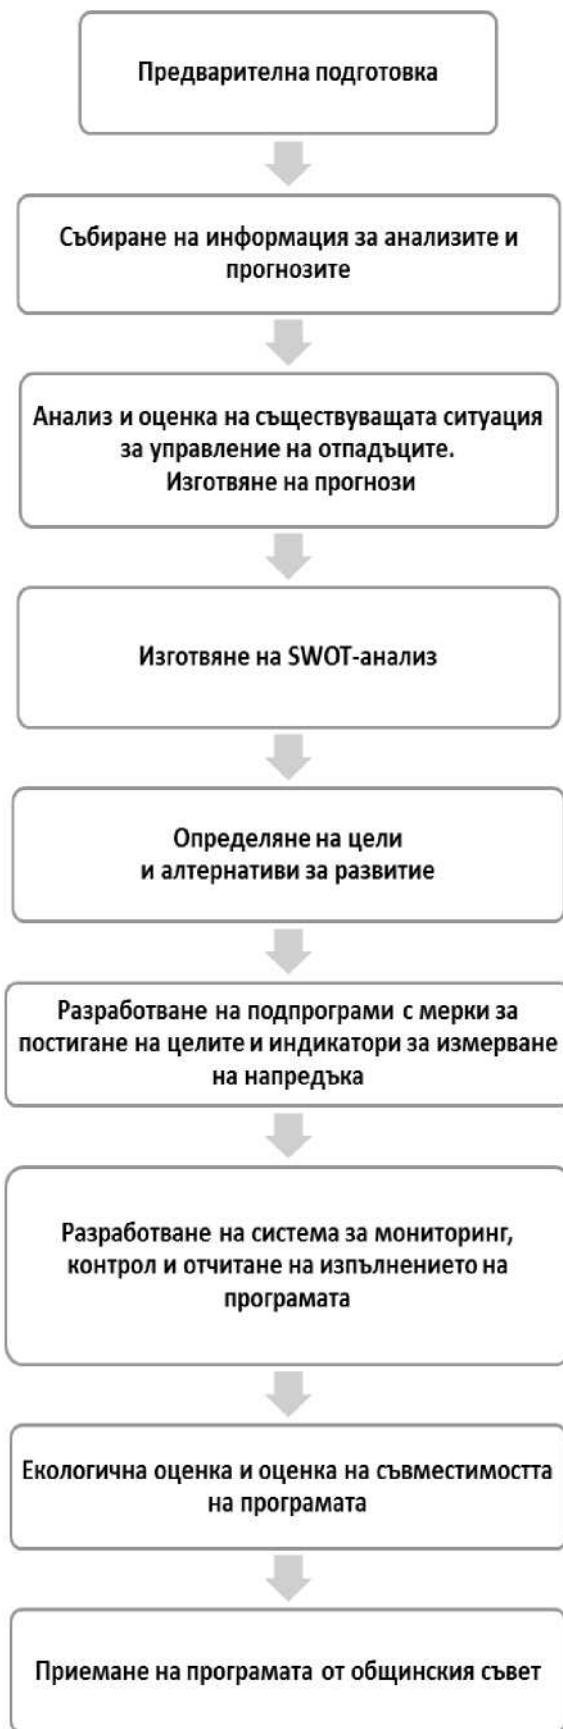 Предварителна подготовка
Събиране на информация за анализите и
прогнозите
Анализ и оценка на съществуващата ситуация
за управление на отпадъците.
Изготвяне на прогнози
Изготвяне на SWOT-анализ
Определяне на цели
и алтернативи за развитие
Разработване на подпрограми с мерки за
постигане на целите и индикатори за измерване
на напредъка
Разработване на система за мониторинг,
контрол и отчитане на изпълнението на
програмата
Екологична оценка и оценка на съвместимостта
на програмата
Приемане на програмата от общинския съвет